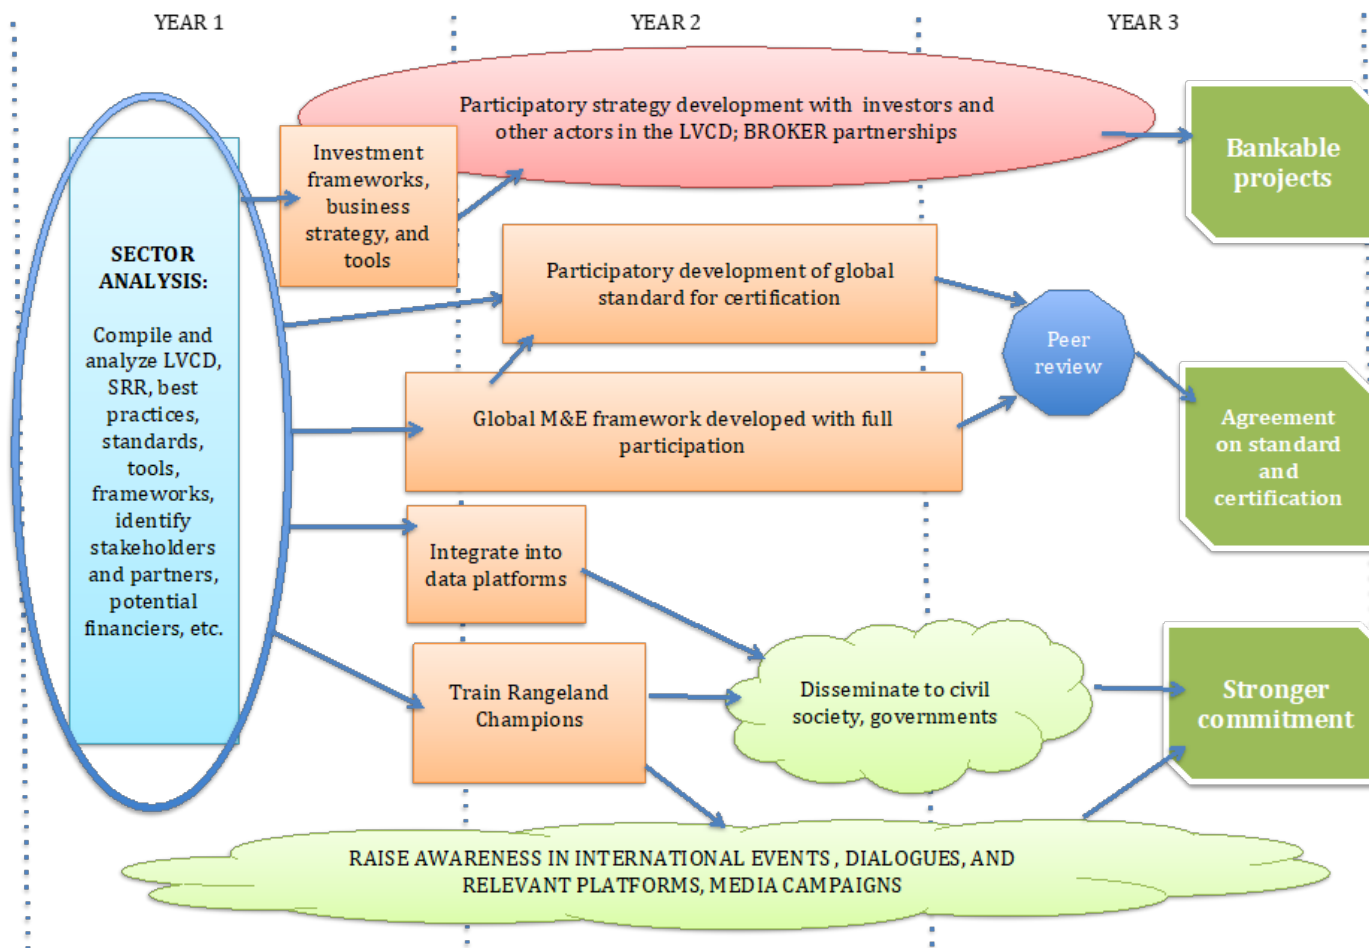 YEAR 1
YEAR 2
YEAR 3
Participatory strategy development with investors and
other actors in the LVCD; BROKER partnerships
Bankable
projects
Investment
frameworks,
business
strategy, and
tools
SECTOR
ANALYSIS:
Compile and
analyze LVCD,
SRR, best
practices,
standards,
tools,
frameworks,
identify
stakeholders
and partners,
potential
financiers, etc.
Participatory development of global
standard for certification
Peer
review
Global M&E framework developed with full
participation
Agreement
on standard
and
certification
Integrate into
data platforms
Train Rangeland
Champions
Disseminate to civil
society, governments
Stronger
commitment
RAISE AWARENESS IN INTERNATIONAL EVENTS , DIALOGUES, AND
RELEVANT PLATFORMS, MEDIA CAMPAIGNS